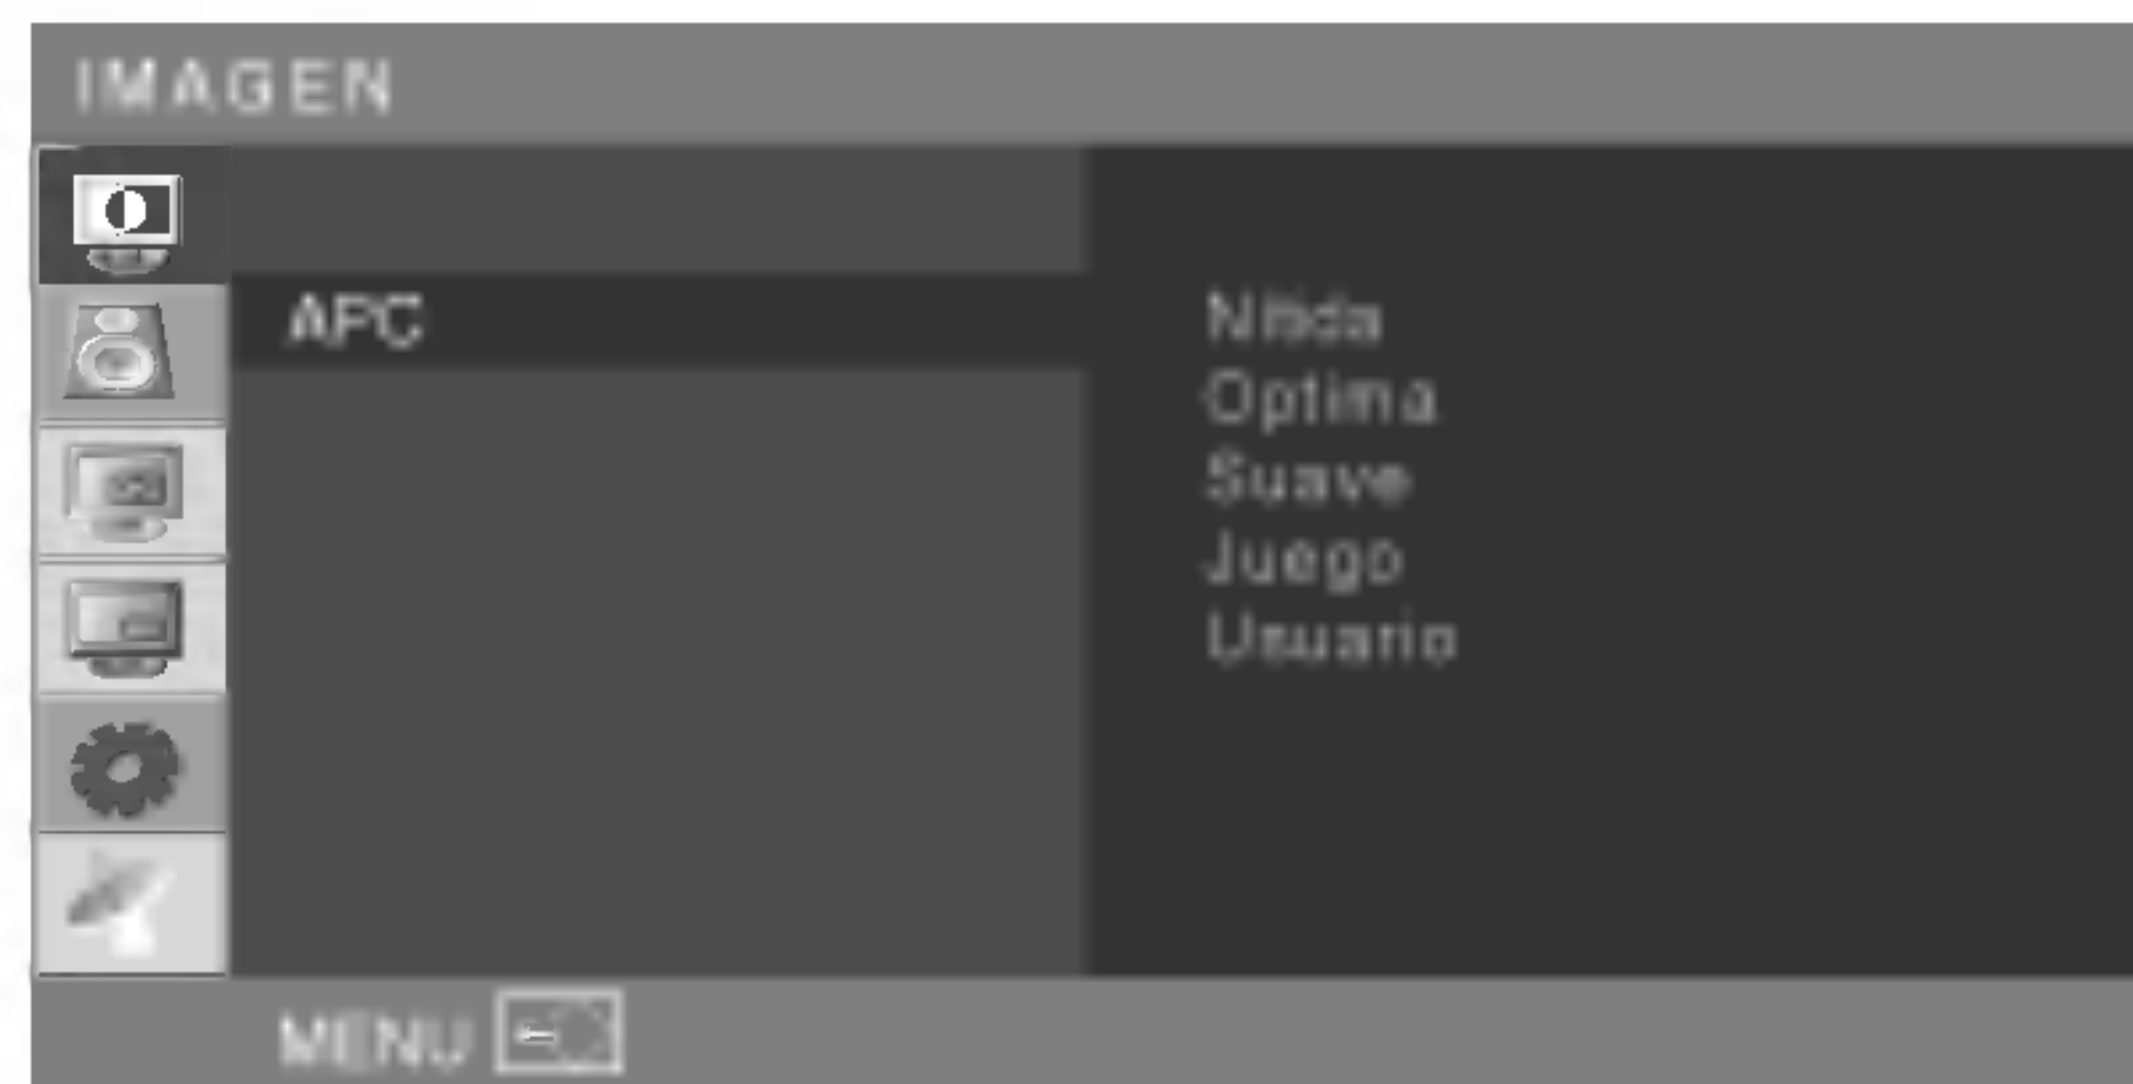 IMAGEN
APC
Nítida
Optima
Suave
Juego
Usuario
MENU